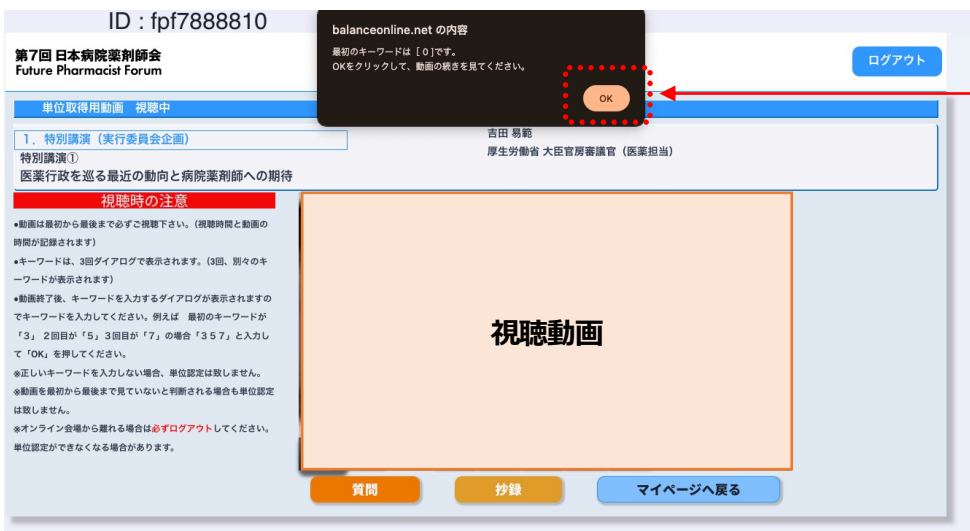 ID : fpf7888810
balanceonline.net の内容
最初のキーワードは [ 0 ]です。
OKをクリックして、動画の続きを見てください。
OK
第7回 日本病院薬剤師会
Future Pharmacist Forum
ログアウト
単位取得用動画 視聴中
1．特別講演（実行委員会企画）
特別講演①
医薬行政を巡る最近の動向と病院薬剤師への期待
吉田 易範
厚生労働省 大臣官房審議官（医薬担当）
視聴時の注意
●動画は最初から最後まで必ずご視聴下さい。(視聴時間と動画の
時間が記録されます)
●キーワードは、3回ダイアログで表示されます。(3回、別々のキ
ーワードが表示されます)
●動画終了後、キーワードを入力するダイアログが表示されますの
でキーワードを入力してください。例えば 最初のキーワードが
「3」 2回目が「5」3回目が「7」の場合「３５７」と入力し
て「OK」を押してください。
※正しいキーワードを入力しない場合、単位認定は致しません。
※動画を最初から最後まで見ていないと判断される場合も単位認定
は致しません。
※オンライン会場から離れる場合は必ずログアウトしてください。
単位認定ができなくなる場合があります。
視聴動画
質問
抄録
マイページへ戻る